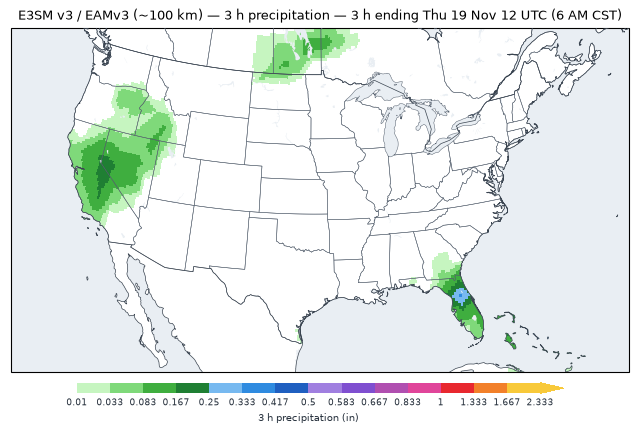 E3SM v3 / EAMv3 (~100 km) — 3 h precipitation — 3 h ending Thu 19 Nov 12 UTC (6 AM CST)
0.01 0.033 0.083 0.167 0.25 0.333 0.417 0.5 0.583 0.667 0.833 1 1.333 1.667 2.333
3 h precipitation (in)